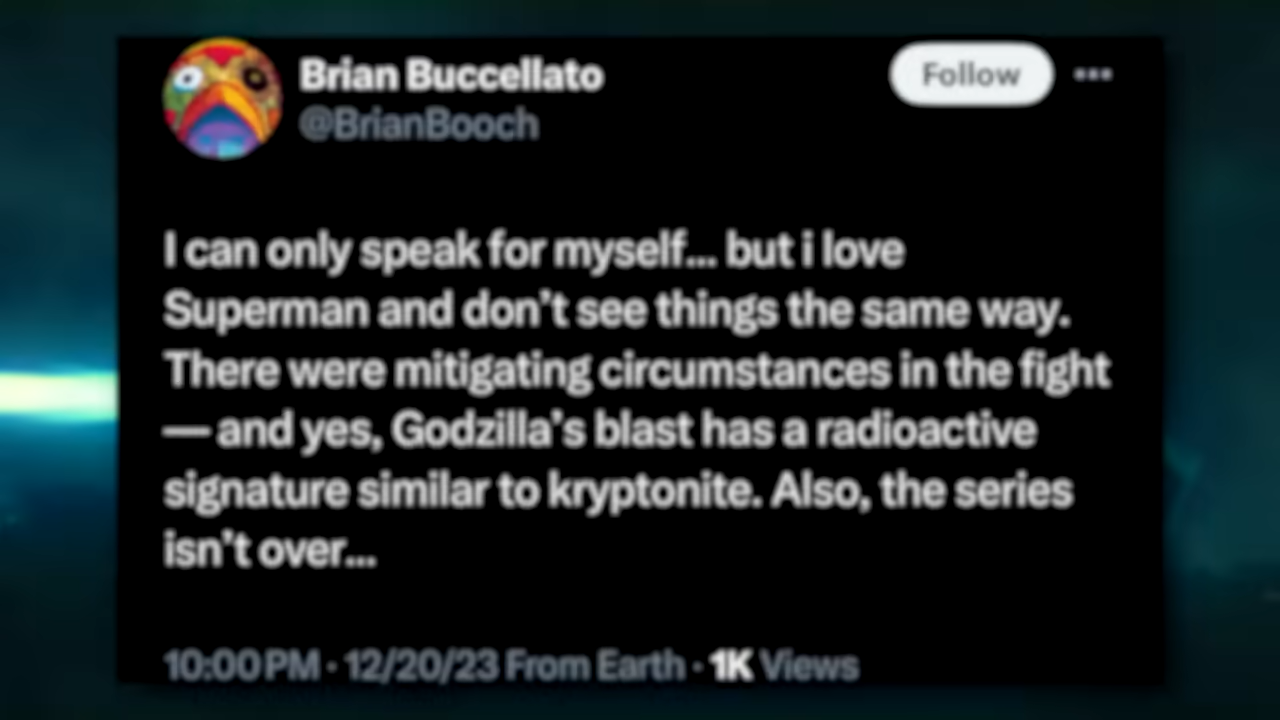 Brian Buccellato
Follow
@BrianBooch
I can only speak for myself... but i love
Superman and don't see things the same way.
There were mitigating circumstances in the fight
— and yes, Godzilla's blast has a radioactive
signature similar to kryptonite. Also, the series
isn't over...
10:00 PM · 12/20/23 From Earth · 1K Views